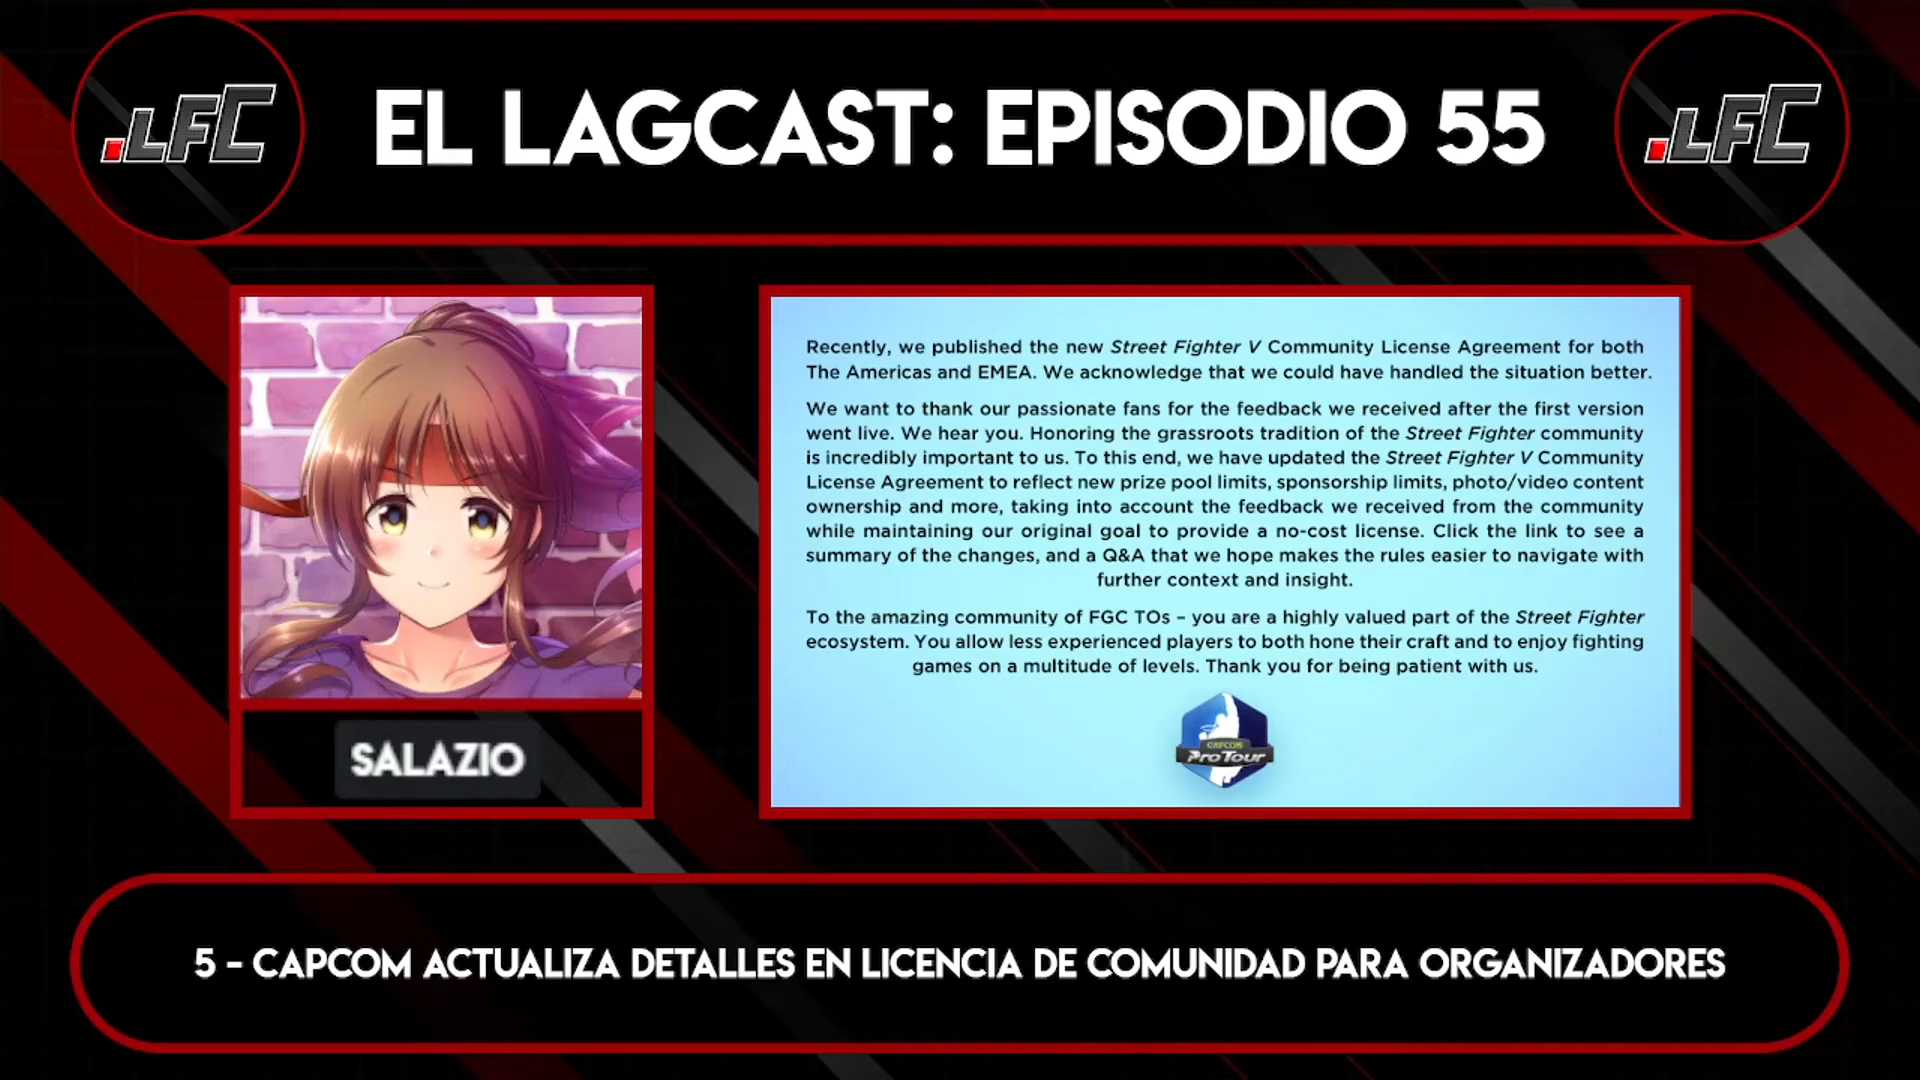 .LFC
EL LAGCAST: EPISODIO 55
.LFC
Recently, we published the new Street Fighter V Community License Agreement for both
The Americas and EMEA. We acknowledge that we could have handled the situation better.
We want to thank our passionate fans for the feedback we received after the first version
went live. We hear you. Honoring the grassroots tradition of the Street Fighter community
is incredibly important to us. To this end, we have updated the Street Fighter V Community
License Agreement to reflect new prize pool limits, sponsorship limits, photo/video content
ownership and more, taking into account the feedback we received from the community
while maintaining our original goal to provide a no-cost license. Click the link to see a
summary of the changes, and a Q&A that we hope makes the rules easier to navigate with
further context and insight.
To the amazing community of FGC TOs – you are a highly valued part of the Street Fighter
ecosystem. You allow less experienced players to both hone their craft and to enjoy fighting
games on a multitude of levels. Thank you for being patient with us.
CAPCOM
Pro Tour
SALAZIO
5 - CAPCOM ACTUALIZA DETALLES EN LICENCIA DE COMUNIDAD PARA ORGANIZADORES